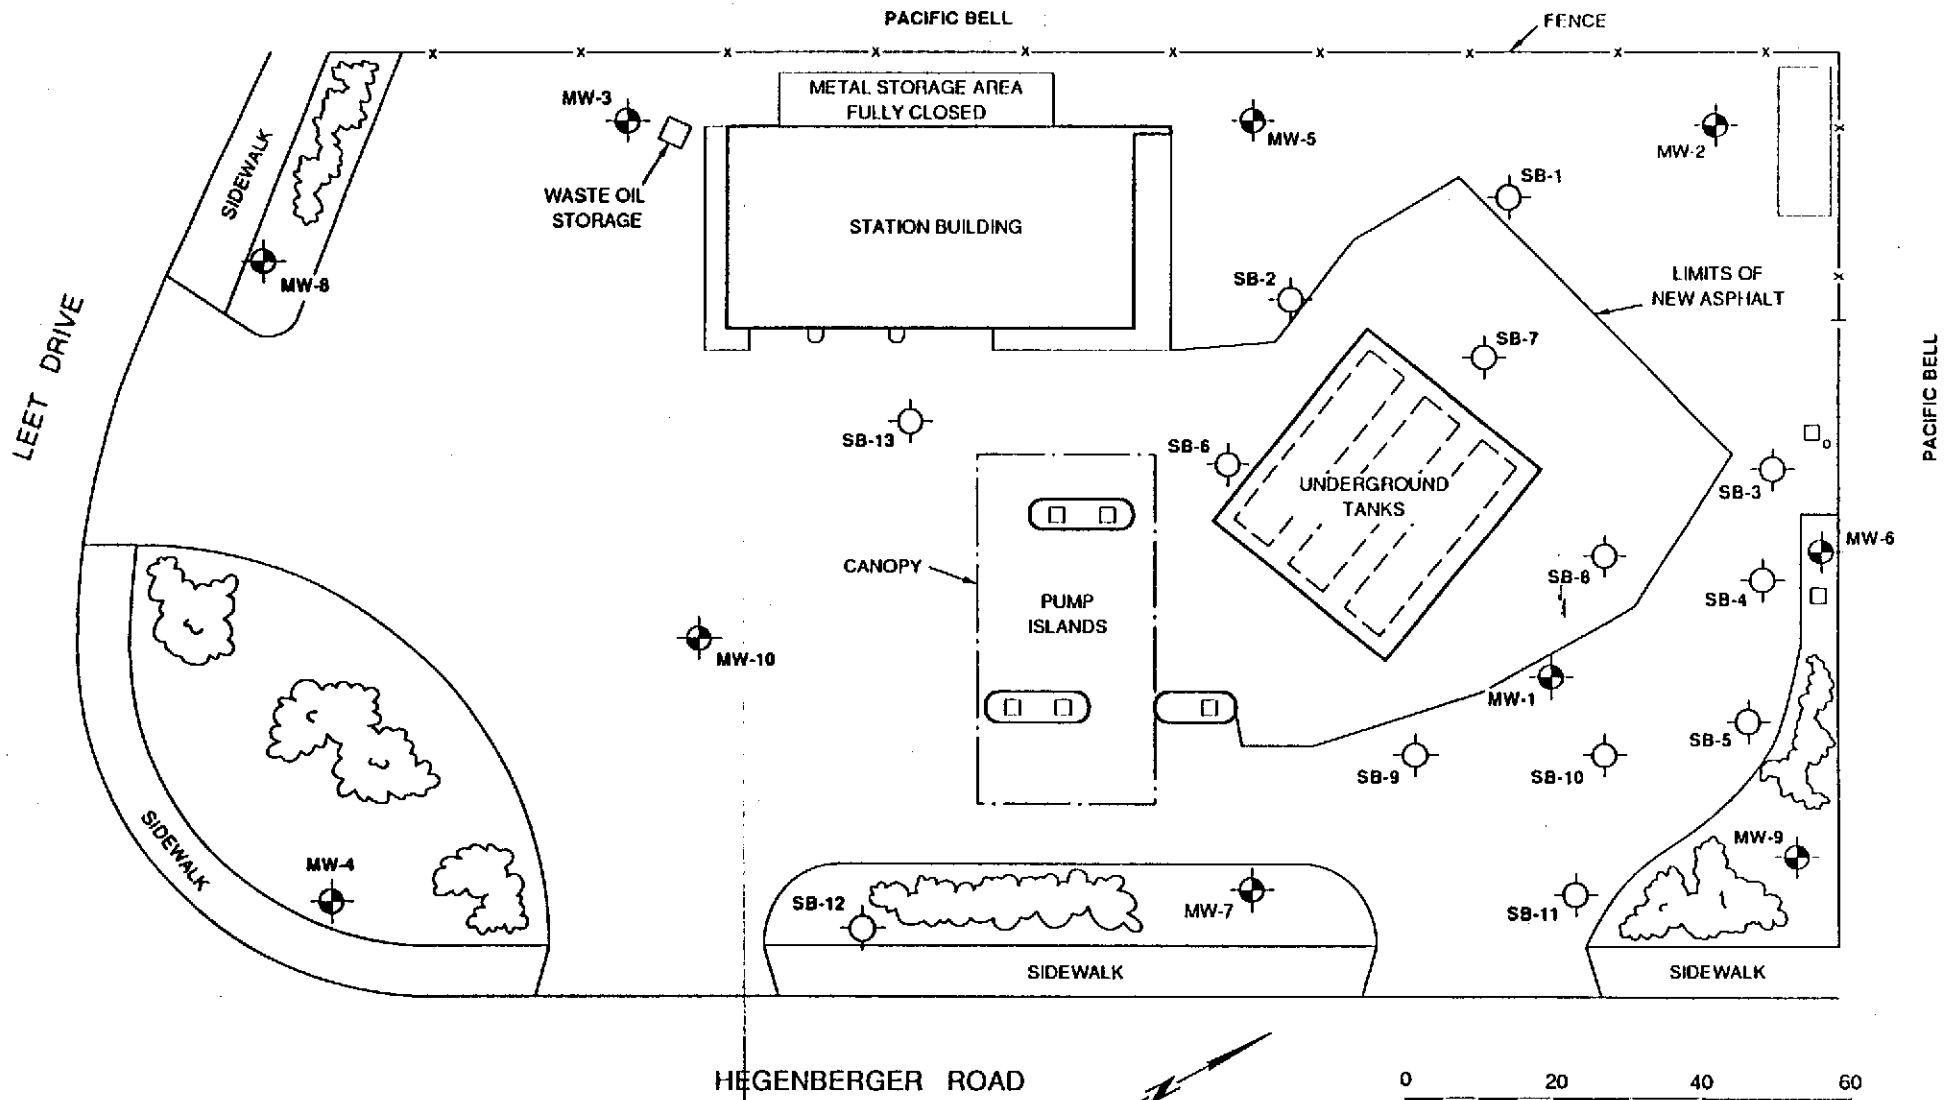 PACIFIC BELL
FENCE
METAL STORAGE AREA
FULLY CLOSED
MW-3
MW-5
MW-2
SIDEWALK
WASTE OIL
STORAGE
SB-1
STATION BUILDING
MW-8
SB-2
LIMITS OF
NEW ASPHALT
LEET DRIVE
SB-7
PACIFIC BELL
SB-13
SB-6
UNDERGROUND
TANKS
SB-3
MW-6
CANOPY
SB-8
SB-4
PUMP
ISLANDS
MW-10
MW-1
SB-5
SB-9
SB-10
SIDEWALK
MW-4
MW-9
SB-12
MW-7
SB-11
SIDEWALK
SIDEWALK
HEGENBERGER ROAD
N
0 20 40 60